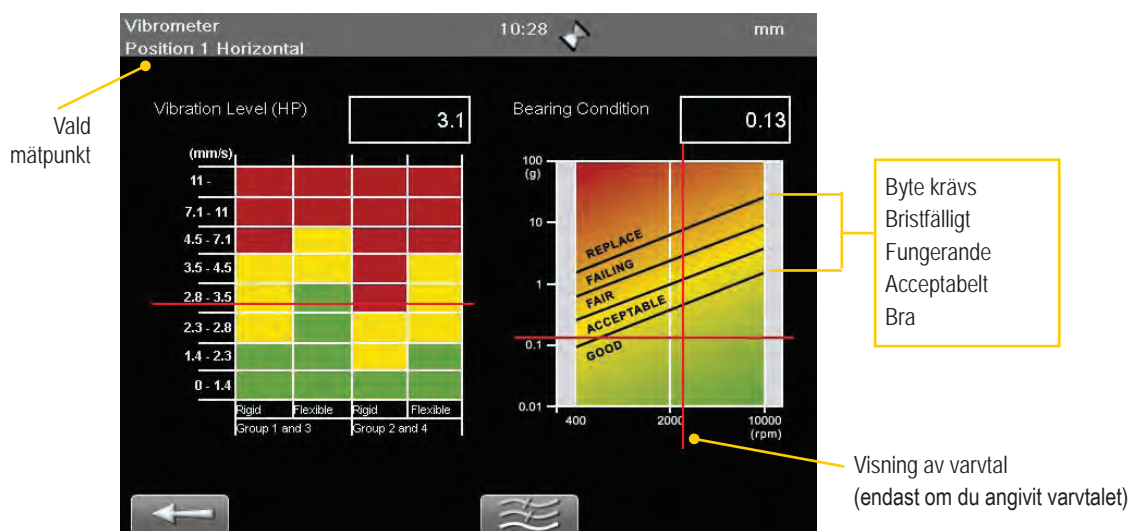 Vibrometer
Position 1 Horizontal
10:28
mm
Vald
mätpunkt
Vibration Level (HP)
3.1
(mm/s)
11 -
7.1 - 11
4.5 - 7.1
3.5 - 4.5
2.8 - 3.5
2.3 - 2.8
1.4 - 2.3
0 - 1.4
Rigid Flexible Rigid Flexible
Group 1 and 3 Group 2 and 4
Bearing Condition
0.13
100
(g)
10
1
0.1
0.01
REPLACE
FAILING
FAIR
ACCEPTABLE
GOOD
400 2000 10000
(rpm)
Byte krävs
Bristfälligt
Fungerande
Acceptabelt
Bra
Visning av varvtal
(endast om du angivit varvtalet)